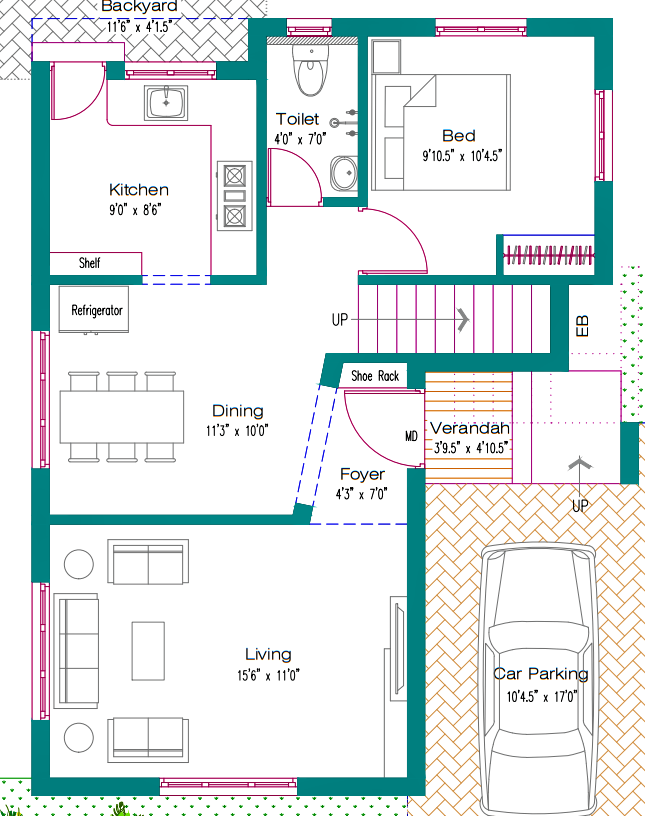 Backyard
11'6" x 4'1.5"
Toilet
4'0" x 7'0"
Bed
9'10.5" x 10'4.5"
Kitchen
9'0" x 8'6"
Shelf
Refrigerator
UP
EB
Shoe Rack
Dining
11'3" x 10'0"
MD
Verandah
3'9.5" x 4'10.5"
Foyer
4'3" x 7'0"
UP
Living
15'6" x 11'0"
Car Parking
10'4.5" x 17'0"